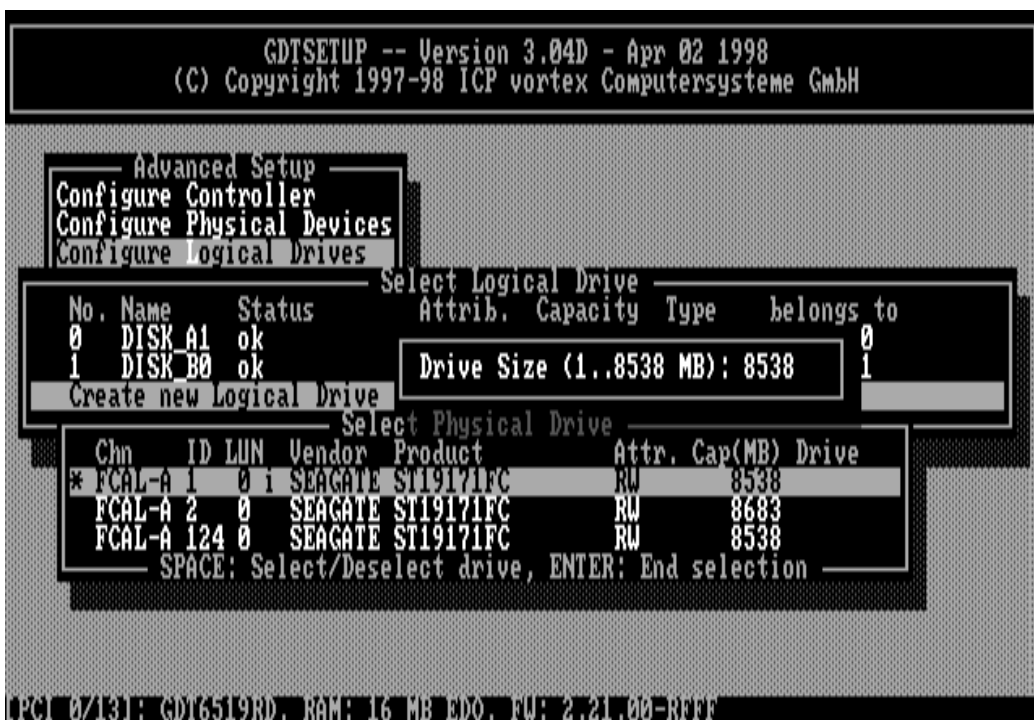 GDTSETUP -- Version 3.04D - Apr 02 1998
(C) Copyright 1997-98 ICP vortex Computersysteme GmbH
Advanced Setup
Configure Controller
Configure Physical Devices
Configure Logical Drives
Select Logical Drive
No. Name Status Attrib. Capacity Type belongs to
0 DISK_A1 ok 0
1 DISK_B0 ok 1
Drive Size (1..8538 MB): 8538
Create new Logical Drive
Select Physical Drive
Chn ID LUN Vendor Product Attr. Cap(MB) Drive
* FCAL-A 1 0 i SEAGATE ST19171FC RW 8538
FCAL-A 2 0 SEAGATE ST19171FC RW 8683
FCAL-A 124 0 SEAGATE ST19171FC RW 8538
SPACE: Select/Deselect drive, ENTER: End selection
[PCI 0/13]: GDT6519RD, RAM: 16 MB EDO, FW: 2.21.00-RFFF